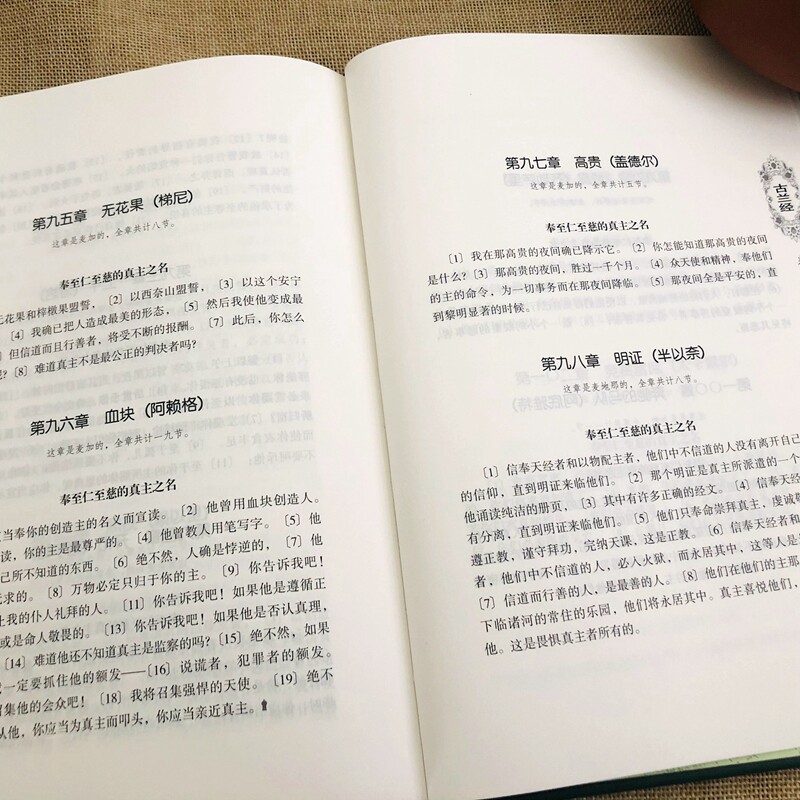 第九五章 无花果（梯尼）
这章是麦加的，全章共计八节。
奉至仁至慈的真主之名
无花果和榟橔果盟誓，〔2〕以西奈山盟誓，〔3〕以这个安宁
〔4〕我确已把人造成最美的形态，〔5〕然后我使他变成最
但信道而且行善者，将受不断的报酬。〔7〕此后，你怎么
呢？〔8〕难道真主不是最公正的判决者吗？
第九六章 血块（阿赖格）
这章是麦加的，全章共计一九节。
奉至仁至慈的真主之名
应当奉你的创造主的名义而宣读，〔2〕他曾用血块创造人。
读，你的主是最尊严的。〔4〕他曾教人用笔写字。〔5〕他
己所不知道的东西。〔6〕绝不然，人确是悖逆的，〔7〕他
求的。〔8〕万物必定只归于你的主。〔9〕你告诉我吧！
止我的仆人礼拜的人。〔11〕你告诉我吧！如果他是遵循正
或是命人敬畏的。〔13〕你告诉我吧！如果他是否认真理，
〔14〕难道他还不知道真主是监察的吗？〔15〕绝不然，如果
一定要抓住他的额发——〔16〕说谎者，犯罪者的额发。
召集他的会众吧！〔18〕我将召集强悍的天使。〔19〕绝不
从他，你应当为真主而叩头，你应当亲近真主。۩
第九七章 高贵（盖德尔）
这章是麦加的，全章共计五节。
奉至仁至慈的真主之名
〔1〕我在那高贵的夜间确已降示它。〔2〕你怎能知道那高贵的夜间
是什么？〔3〕那高贵的夜间，胜过一千个月。〔4〕众天使和精神，奉他们
的主的命令，为一切事务而在那夜间降临。〔5〕那夜间全是平安的，直
到黎明显著的时候。
第九八章 明证（半以奈）
这章是麦地那的，全章共计八节。
奉至仁至慈的真主之名
〔1〕信奉天经者和以物配主者，他们中不信道的人没有离开自己
的信仰，直到明证来临他们。〔2〕那个明证是真主所派遣的一个
他诵读纯洁的册页，〔3〕其中有许多正确的经文。〔4〕信奉天经
有分离，直到明证来临他们。〔5〕他们只奉命崇拜真主，虔诚敬
遵正教，谨守拜功，完纳天课，这是正教。〔6〕信奉天经者和
者，他们中不信道的人，必入火狱，而永居其中，这等人是
〔7〕信道而行善的人，是最善的人。〔8〕他们在他们的主那
下临诸河的常住的乐园，他们将永居其中。真主喜悦他们，
他。这是畏惧真主者所有的。
古兰经